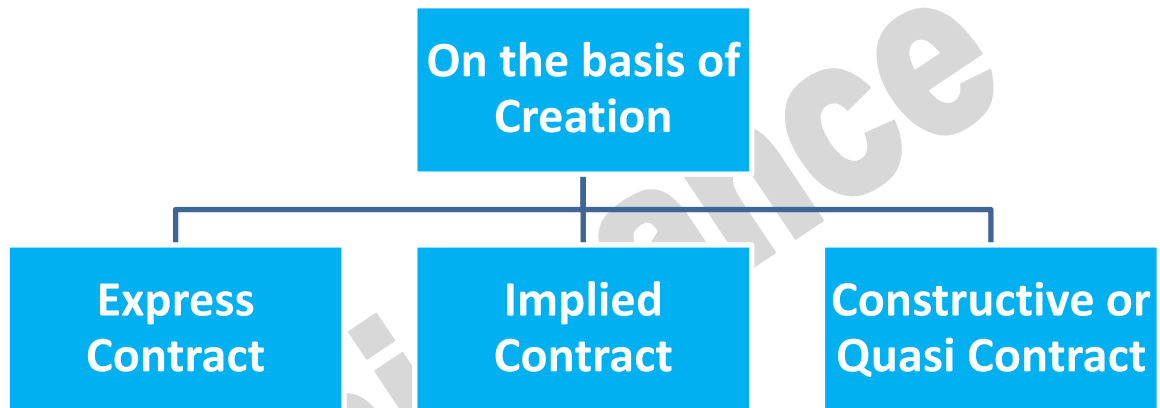 On the basis of
Creation
Express
Contract
Implied
Contract
Constructive or
Quasi Contract